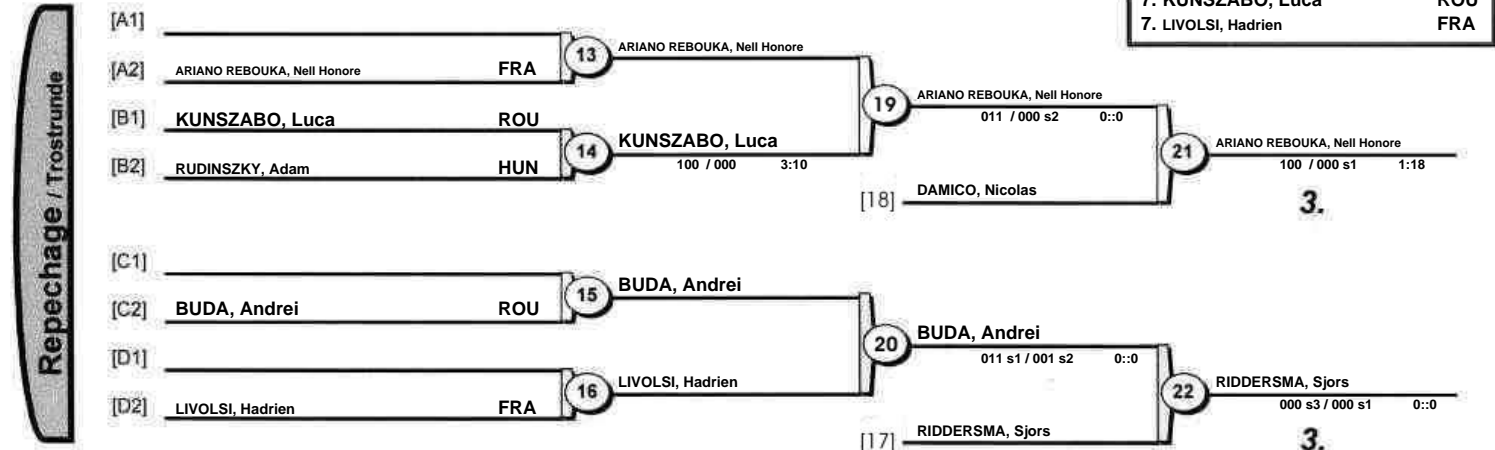 7. KUNSZABO, Luca ROU
7. LIVOLSI, Hadrien FRA
Repechage / Trostrunde
[A1]
[A2] ARIANO REBOUKA, Nell Honore FRA
13 ARIANO REBOUKA, Nell Honore
[B1] KUNSZABO, Luca ROU
[B2] RUDINSZKY, Adam HUN
14 KUNSZABO, Luca
100 / 000 3:10
19 ARIANO REBOUKA, Nell Honore
011 / 000 s2 0::0
[18] DAMICO, Nicolas
21 ARIANO REBOUKA, Nell Honore
100 / 000 s1 1:18
3.
[C1]
[C2] BUDA, Andrei ROU
15 BUDA, Andrei
[D1]
[D2] LIVOLSI, Hadrien FRA
16 LIVOLSI, Hadrien
20 BUDA, Andrei
011 s1 / 001 s2 0::0
[17] RIDDERSMA, Sjors
22 RIDDERSMA, Sjors
000 s3 / 000 s1 0::0
3.